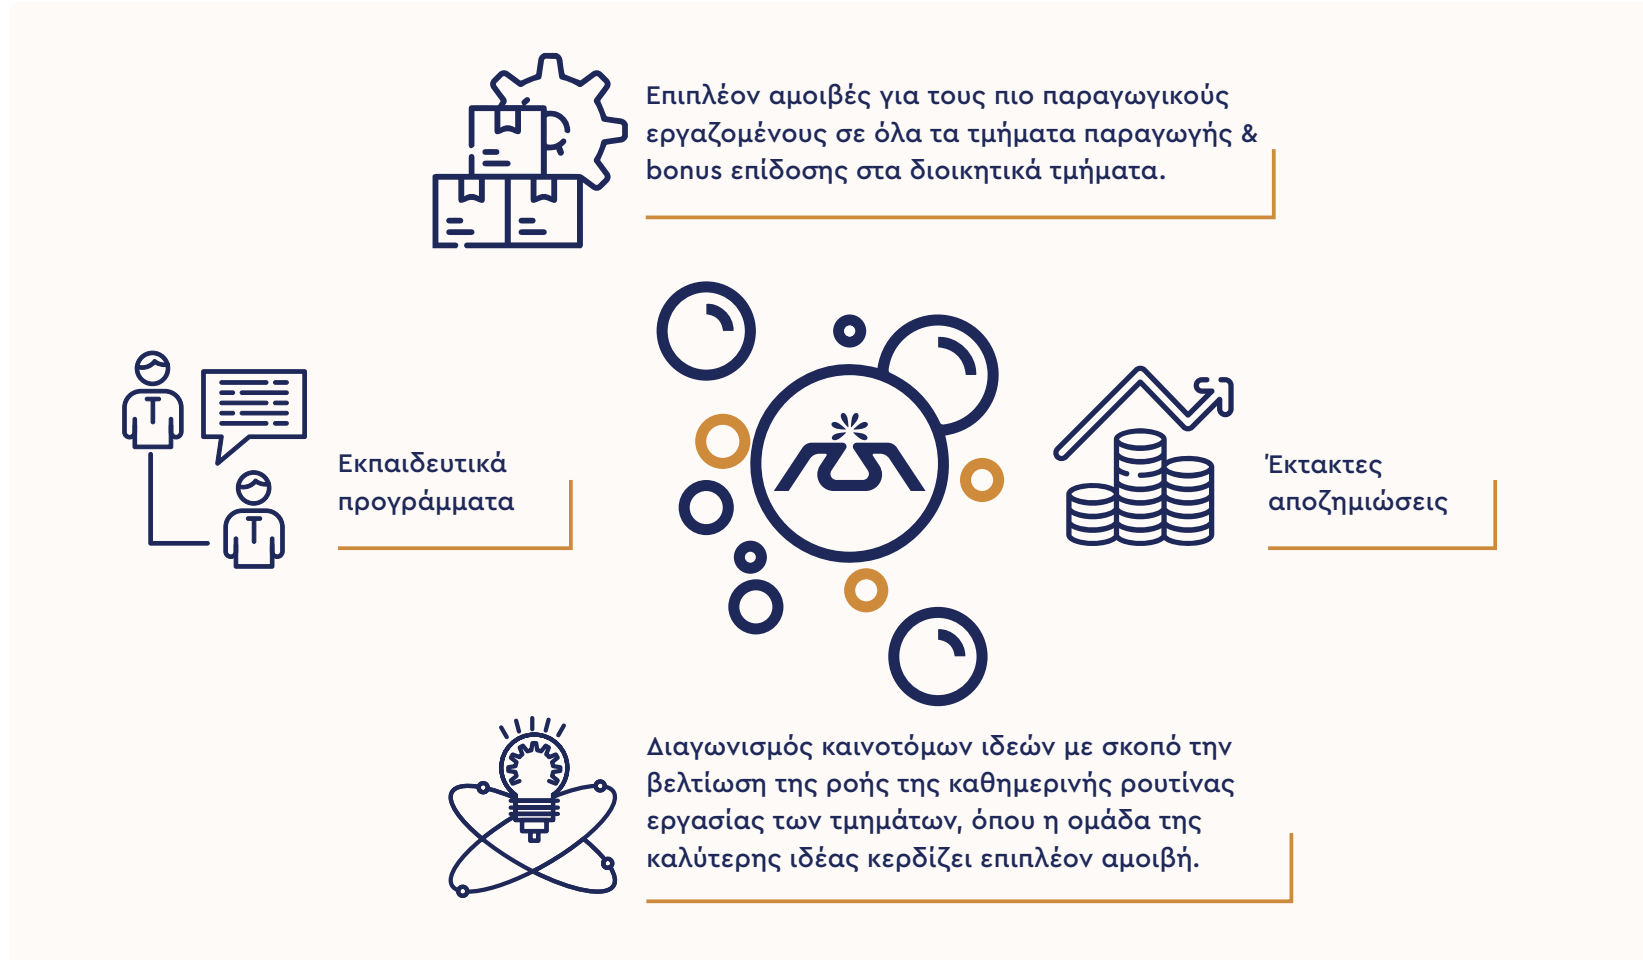 Επιπλέον αμοιβές για τους πιο παραγωγικούς
εργαζομένους σε όλα τα τμήματα παραγωγής &
bonus επίδοσης στα διοικητικά τμήματα.
Εκπαιδευτικά
προγράμματα
Έκτακτες
αποζημιώσεις
Διαγωνισμός καινοτόμων ιδεών με σκοπό την
βελτίωση της ροής της καθημερινής ρουτίνας
εργασίας των τμημάτων, όπου η ομάδα της
καλύτερης ιδέας κερδίζει επιπλέον αμοιβή.